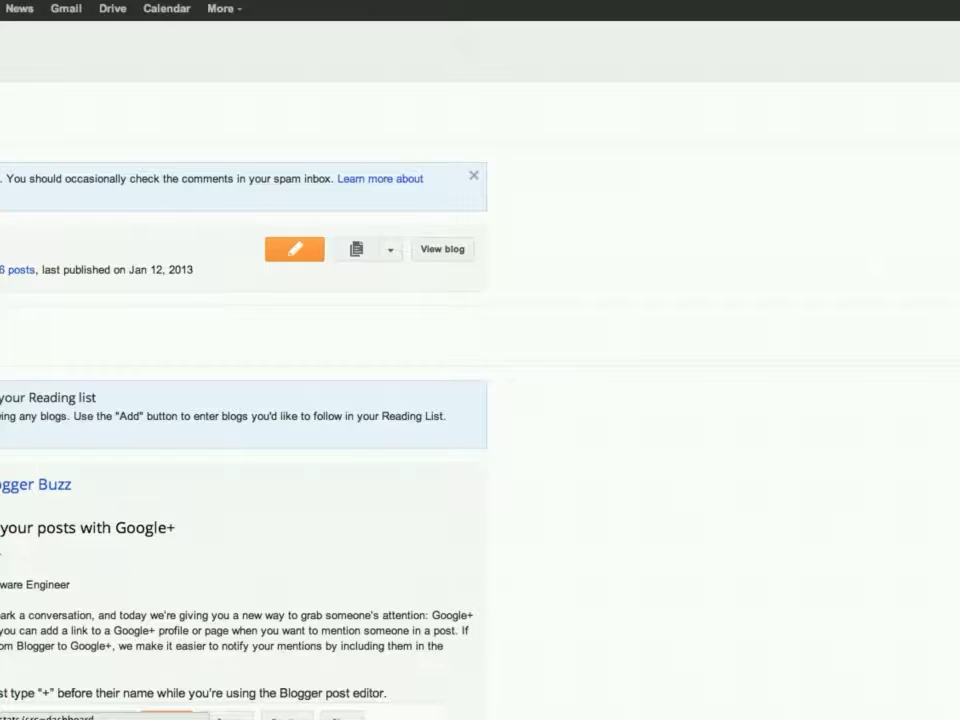 News Gmail Drive Calendar More
. You should occasionally check the comments in your spam inbox. Learn more about
View blog
6 posts, last published on Jan 12, 2013
your Reading list
ing any blogs. Use the "Add" button to enter blogs you'd like to follow in your Reading List.
gger Buzz
your posts with Google+
ware Engineer
ark a conversation, and today we're giving you a new way to grab someone's attention: Google+
you can add a link to a Google+ profile or page when you want to mention someone in a post. If
om Blogger to Google+, we make it easier to notify your mentions by including them in the
st type "+" before their name while you're using the Blogger post editor.